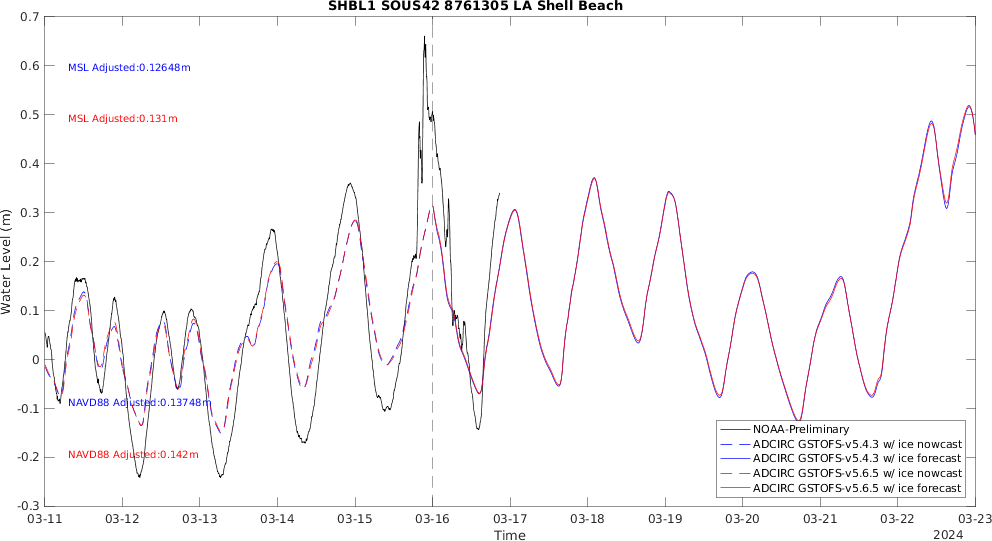 SHBL1 SOUS42 8761305 LA Shell Beach
0.7
0.6
0.5
0.4
0.3
0.2
0.1
0
-0.1
-0.2
-0.3
Water Level (m)
MSL Adjusted:0.12648m
MSL Adjusted:0.131m
NAVD88 Adjusted:0.13748m
NAVD88 Adjusted:0.142m
NOAA-Preliminary
ADCIRC GSTOFS-v5.4.3 w/ ice nowcast
ADCIRC GSTOFS-v5.4.3 w/ ice forecast
ADCIRC GSTOFS-v5.6.5 w/ ice nowcast
ADCIRC GSTOFS-v5.6.5 w/ ice forecast
03-11 03-12 03-13 03-14 03-15 03-16 03-17 03-18 03-19 03-20 03-21 03-22 03-23
Time
2024